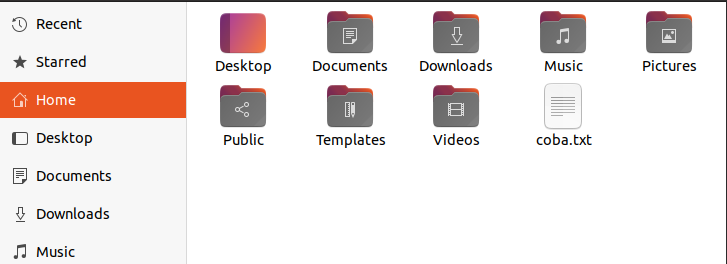 Recent
Starred
Home
Desktop
Documents
Downloads
Music
Desktop
Documents
Downloads
Music
Pictures
Public
Templates
Videos
coba.txt